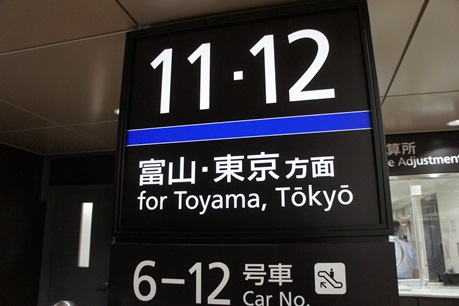 11・12
富山・東京 方面
for Toyama, Tōkyō
6－12 号車
Car No.
算所
Adjustment